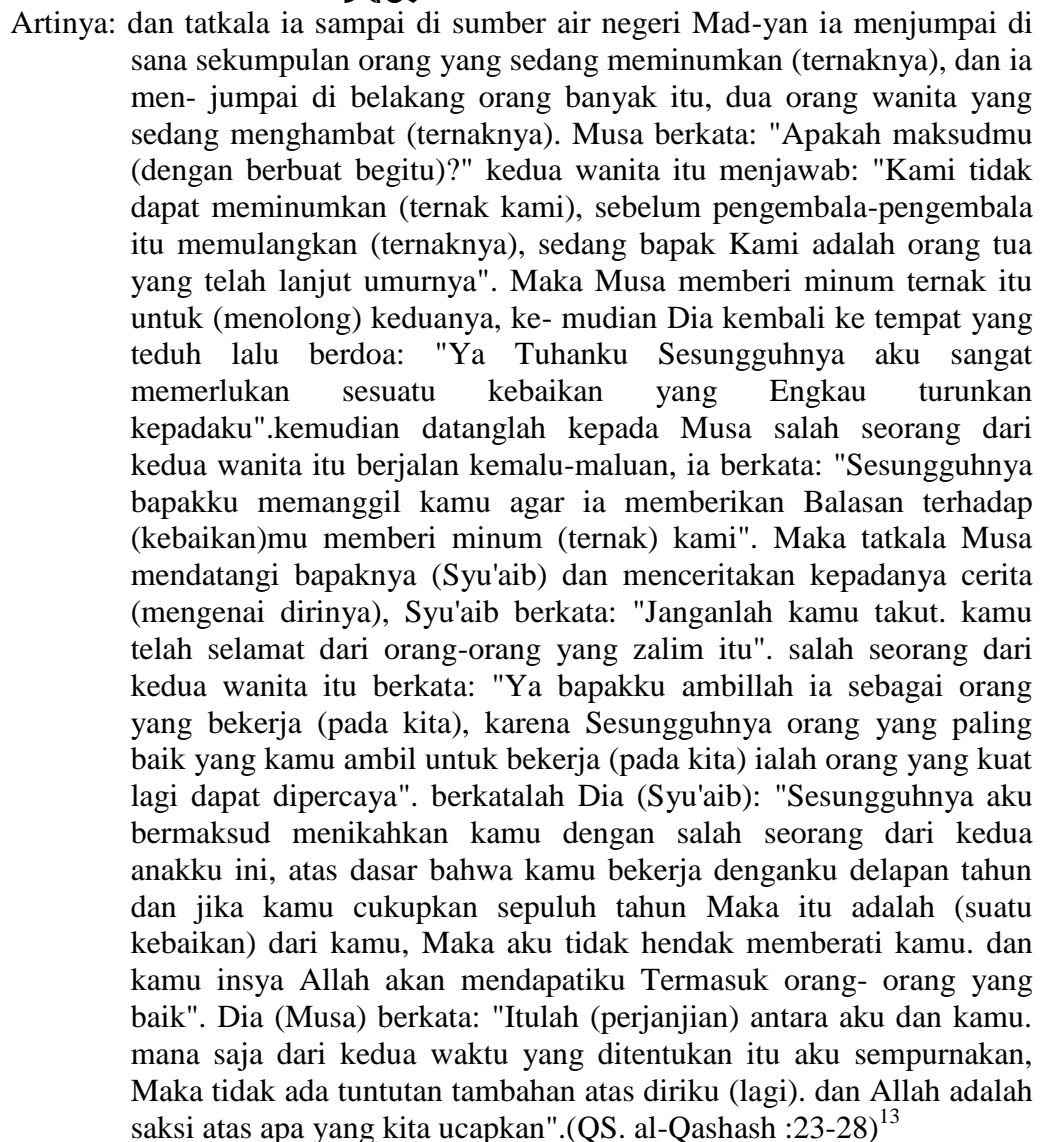 Artinya: dan tatkala ia sampai di sumber air negeri Mad-yan ia menjumpai di
sana sekumpulan orang yang sedang meminumkan (ternaknya), dan ia
men- jumpai di belakang orang banyak itu, dua orang wanita yang
sedang menghambat (ternaknya). Musa berkata: "Apakah maksudmu
(dengan berbuat begitu)?" kedua wanita itu menjawab: "Kami tidak
dapat meminumkan (ternak kami), sebelum pengembala-pengembala
itu memulangkan (ternaknya), sedang bapak Kami adalah orang tua
yang telah lanjut umurnya". Maka Musa memberi minum ternak itu
untuk (menolong) keduanya, ke- mudian Dia kembali ke tempat yang
teduh lalu berdoa: "Ya Tuhanku Sesungguhnya aku sangat
memerlukan sesuatu kebaikan yang Engkau turunkan
kepadaku".kemudian datanglah kepada Musa salah seorang dari
kedua wanita itu berjalan kemalu-maluan, ia berkata: "Sesungguhnya
bapakku memanggil kamu agar ia memberikan Balasan terhadap
(kebaikan)mu memberi minum (ternak) kami". Maka tatkala Musa
mendatangi bapaknya (Syu'aib) dan menceritakan kepadanya cerita
(mengenai dirinya), Syu'aib berkata: "Janganlah kamu takut. kamu
telah selamat dari orang-orang yang zalim itu". salah seorang dari
kedua wanita itu berkata: "Ya bapakku ambillah ia sebagai orang
yang bekerja (pada kita), karena Sesungguhnya orang yang paling
baik yang kamu ambil untuk bekerja (pada kita) ialah orang yang kuat
lagi dapat dipercaya". berkatalah Dia (Syu'aib): "Sesungguhnya aku
bermaksud menikahkan kamu dengan salah seorang dari kedua
anakku ini, atas dasar bahwa kamu bekerja denganku delapan tahun
dan jika kamu cukupkan sepuluh tahun Maka itu adalah (suatu
kebaikan) dari kamu, Maka aku tidak hendak memberati kamu. dan
kamu insya Allah akan mendapatiku Termasuk orang- orang yang
baik". Dia (Musa) berkata: "Itulah (perjanjian) antara aku dan kamu.
mana saja dari kedua waktu yang ditentukan itu aku sempurnakan,
Maka tidak ada tuntutan tambahan atas diriku (lagi). dan Allah adalah
saksi atas apa yang kita ucapkan".(QS. al-Qashash :23-28)13